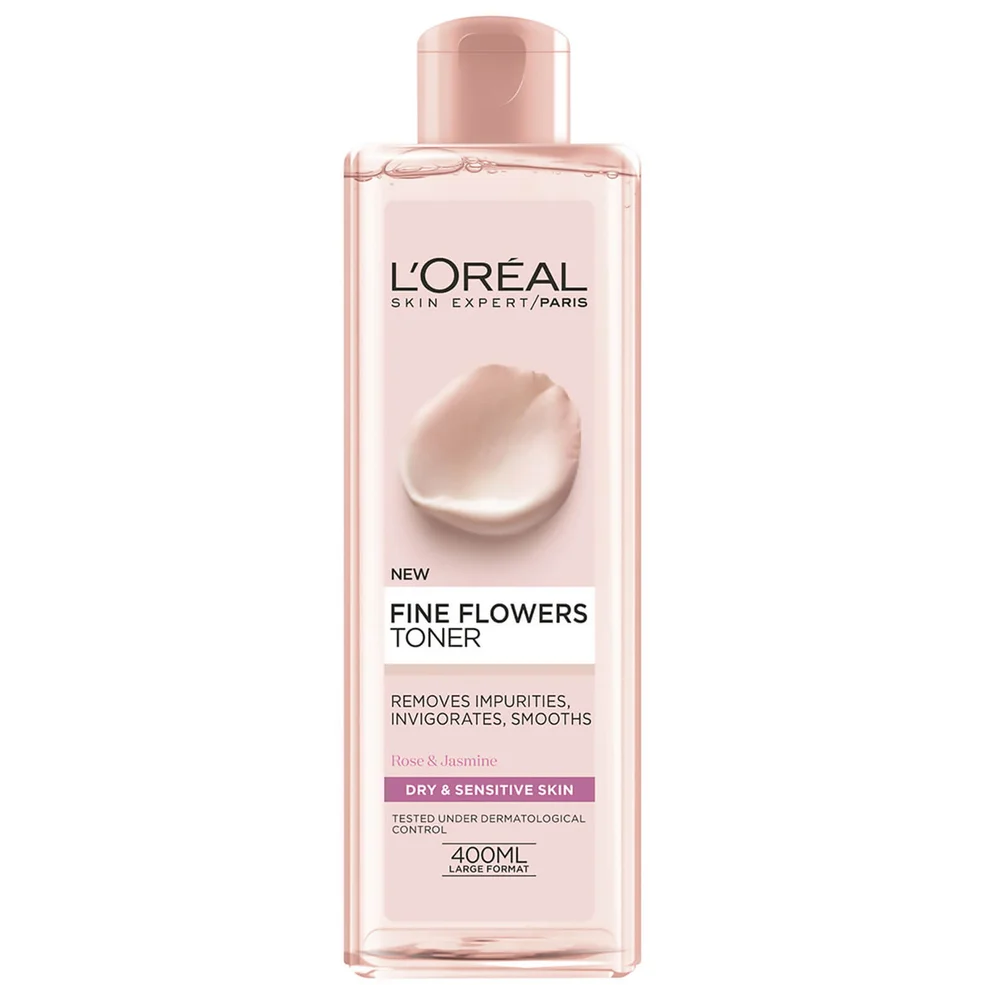 L'ORÉAL
SKIN EXPERT/PARIS
NEW
FINE FLOWERS
TONER
REMOVES IMPURITIES,
INVIGORATES, SMOOTHS
Rose & Jasmine
DRY & SENSITIVE SKIN
TESTED UNDER DERMATOLOGICAL
CONTROL
400ML
LARGE FORMAT